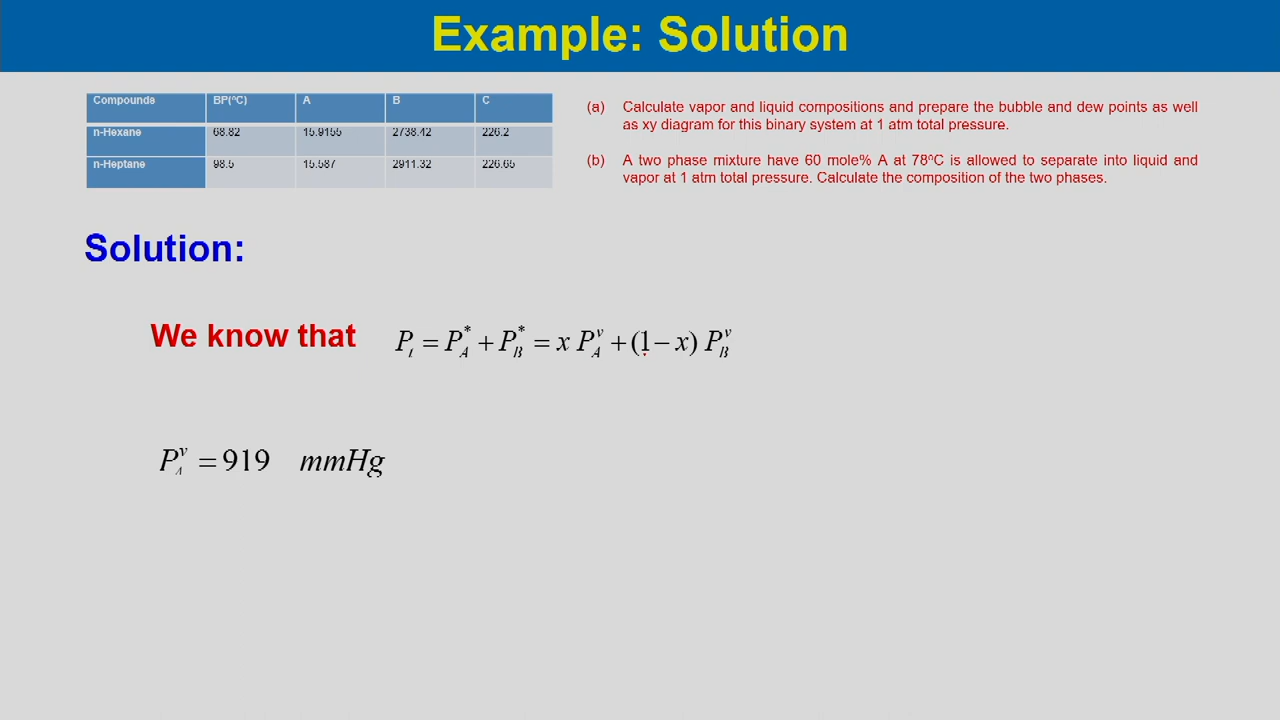 Example: Solution
Compounds BP(⁰C) A B C
n-Hexane 68.82 15.9155 2738.42 226.2
n-Heptane 98.5 15.587 2911.32 226.65
(a) Calculate vapor and liquid compositions and prepare the bubble and dew points as well
as xy diagram for this binary system at 1 atm total pressure.
(b) A two phase mixture have 60 mole% A at 78⁰C is allowed to separate into liquid and
vapor at 1 atm total pressure. Calculate the composition of the two phases.
Solution:
We know that P_t = P_A^* + P_B^* = x P_A^v + (1 − x) P_B^v
P_A^v = 919 mmHg